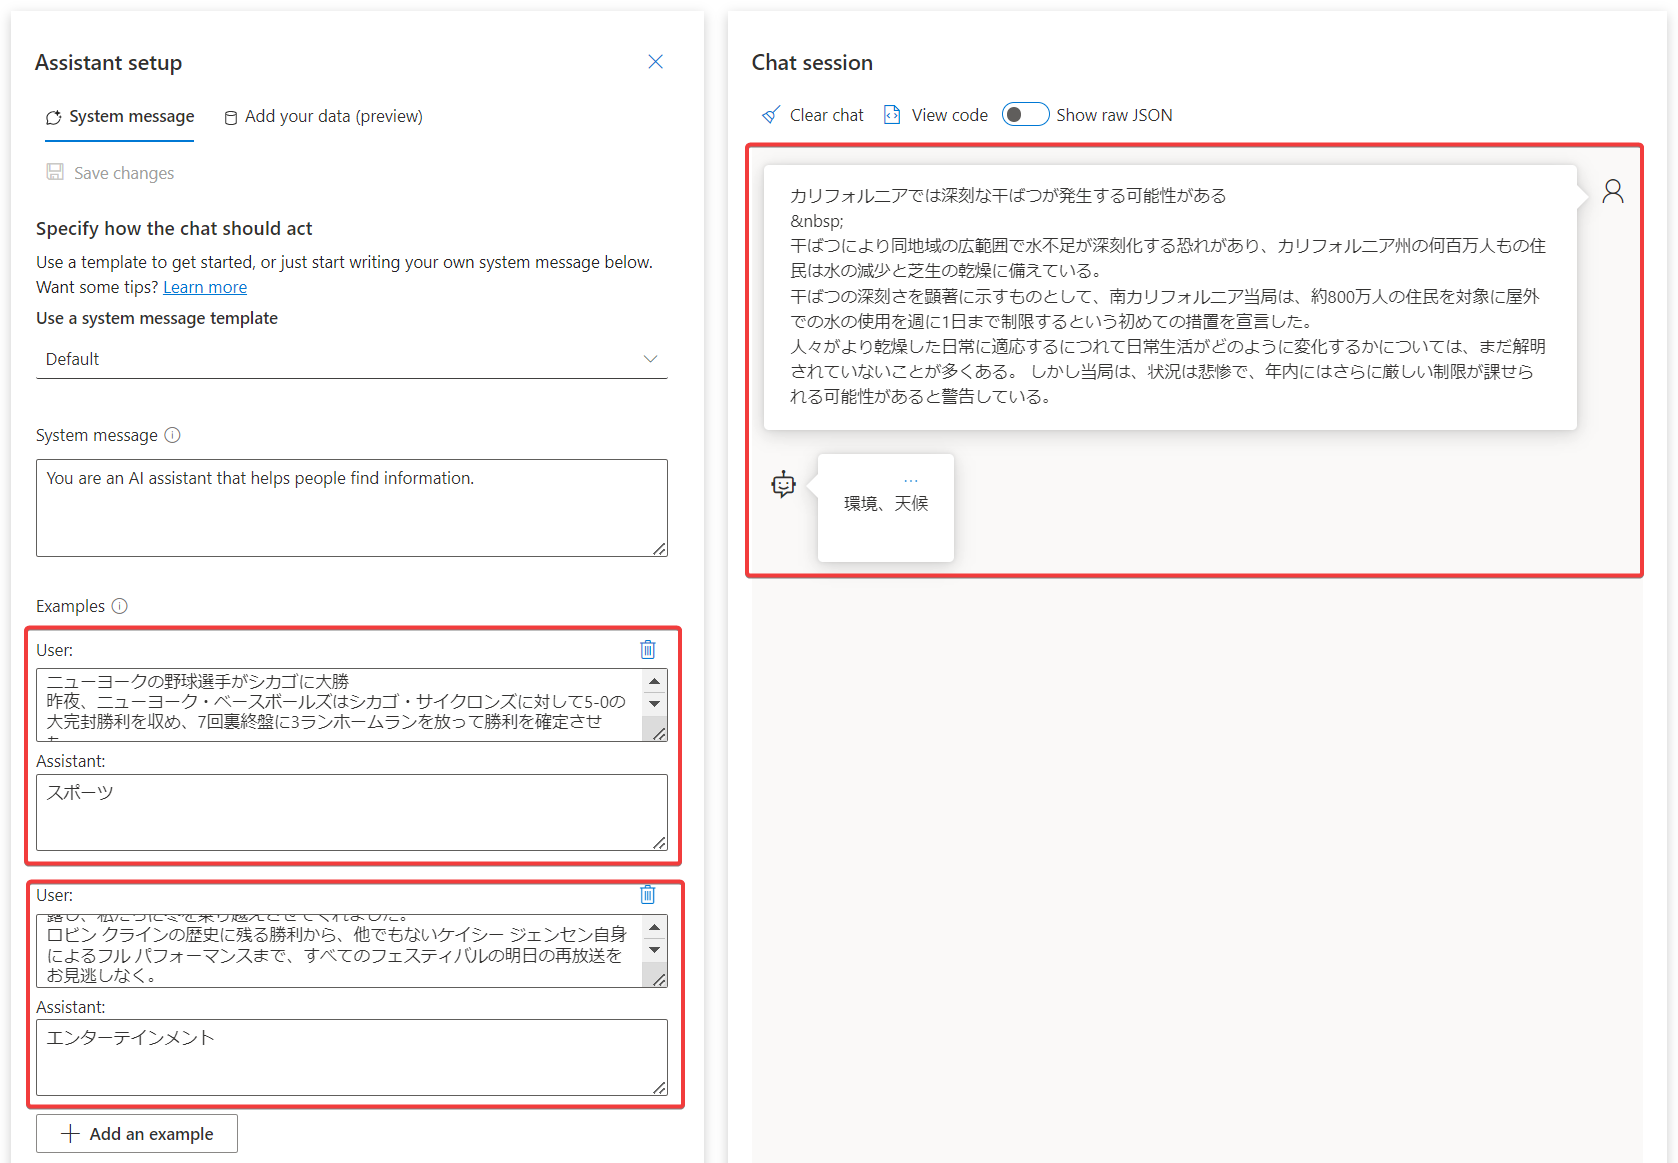 Assistant setup
System message
Add your data (preview)
Save changes
Specify how the chat should act
Use a template to get started, or just start writing your own system message below.
Want some tips? Learn more
Use a system message template
Default
System message
You are an AI assistant that helps people find information.
Examples
User:
ニューヨークの野球選手がシカゴに大勝
昨夜、ニューヨーク・ベースボールズはシカゴ・サイクロンズに対して5-0の
大完封勝利を収め、7回裏終盤に3ランホームランを放って勝利を確定させ
Assistant:
スポーツ
User:
露し、私たちに冬を乗り越えさせてくれました。
ロビン クラインの歴史に残る勝利から、他でもないケイシー ジェンセン自身
によるフル パフォーマンスまで、すべてのフェスティバルの明日の再放送を
お見逃しなく。
Assistant:
エンターテインメント
Add an example
Chat session
Clear chat
View code
Show raw JSON
カリフォルニアでは深刻な干ばつが発生する可能性がある
&nbsp;
干ばつにより同地域の広範囲で水不足が深刻化する恐れがあり、カリフォルニア州の何百万人もの住
民は水の減少と芝生の乾燥に備えている。
干ばつの深刻さを顕著に示すものとして、南カリフォルニア当局は、約800万人の住民を対象に屋外
での水の使用を週に1日まで制限するという初めての措置を宣言した。
人々がより乾燥した日常に適応するにつれて日常生活がどのように変化するかについては、まだ解明
されていないことが多くある。 しかし当局は、状況は悲惨で、年内にはさらに厳しい制限が課せら
れる可能性があると警告している。
環境、天候